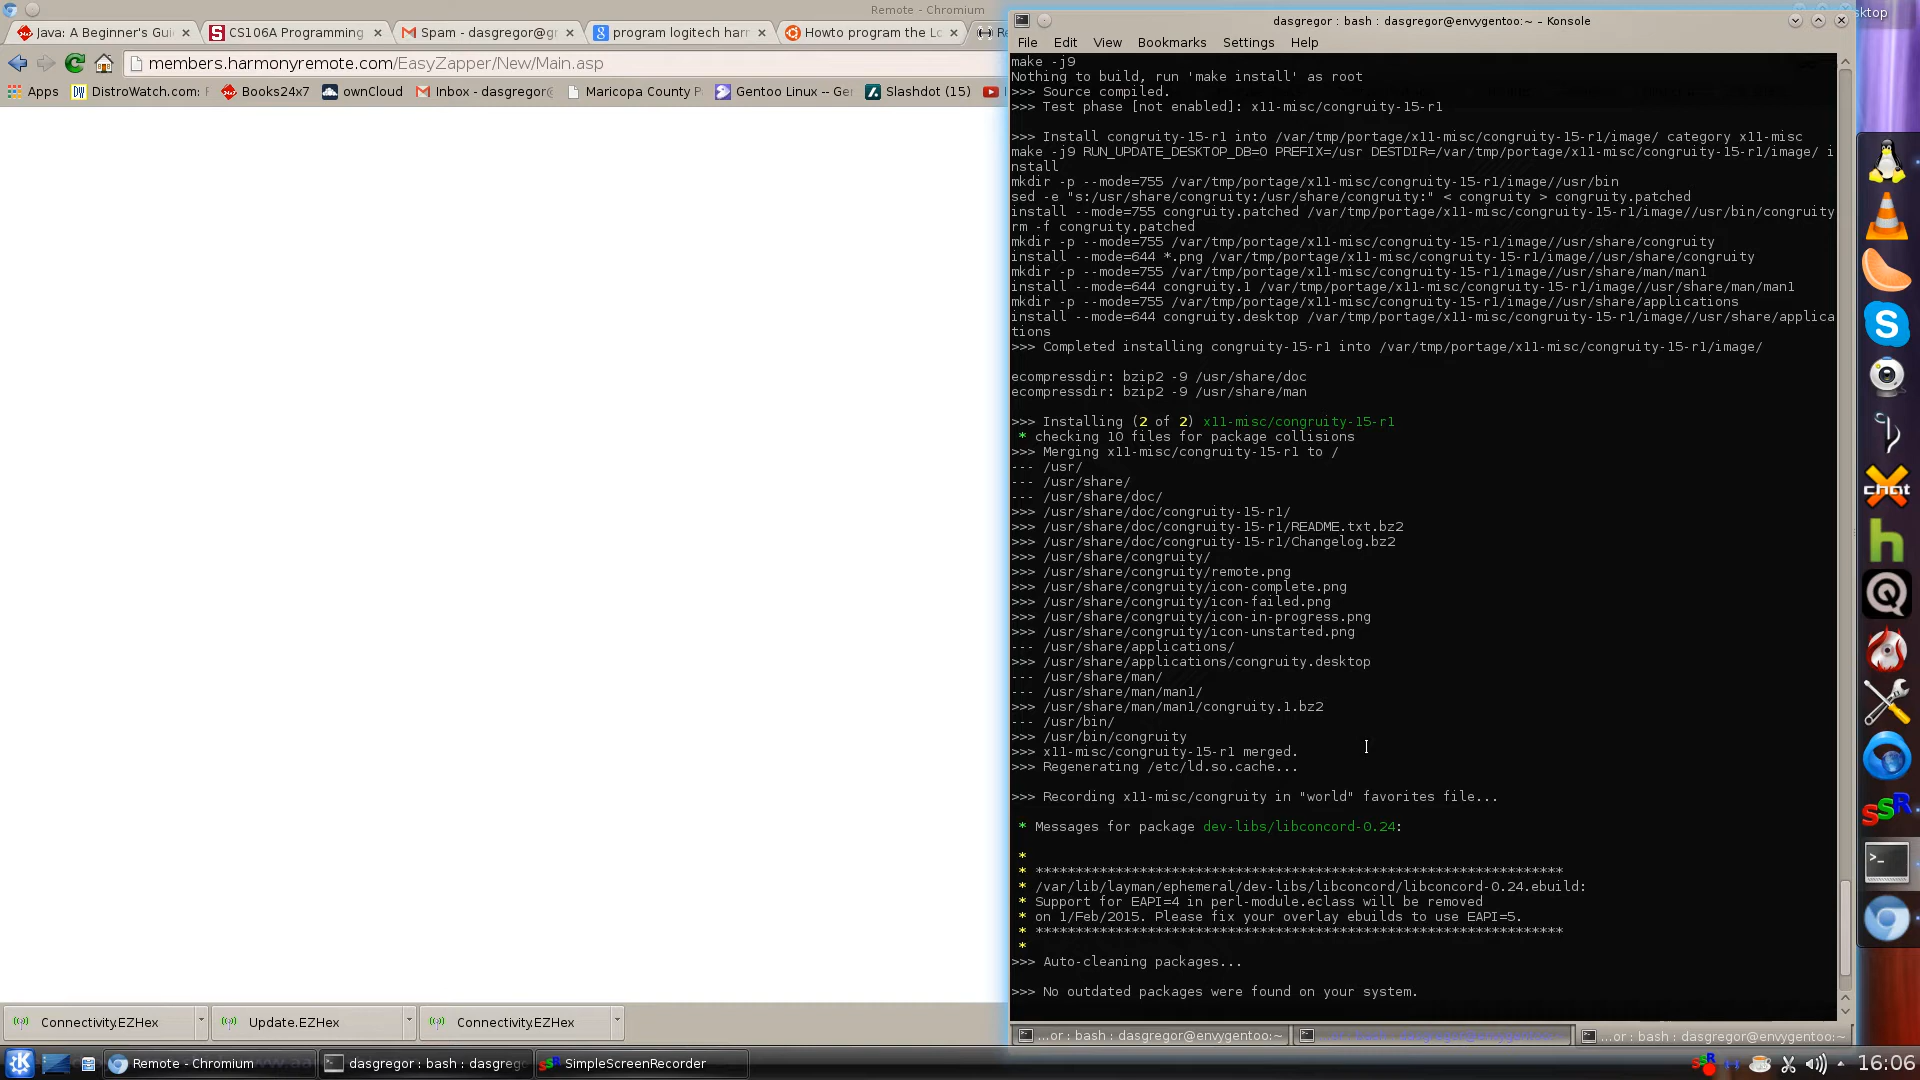 Remote - Chromium
Java: A Beginner's Gui
CS106A Programming
Spam - dasgregor@gr
program logitech harr
Howto program the Lo
Re
members.harmonyremote.com/EasyZapper/New/Main.asp
Apps
DistroWatch.com: F
Books24x7
ownCloud
Inbox - dasgregor@
Maricopa County P
Gentoo Linux -- Ge
Slashdot (15)
dasgregor : bash : dasgregor@envygentoo:~ – Konsole
sktop
File Edit View Bookmarks Settings Help
make -j9
Nothing to build, run 'make install' as root
>>> Source compiled.
>>> Test phase [not enabled]: x11-misc/congruity-15-r1
>>> Install congruity-15-r1 into /var/tmp/portage/x11-misc/congruity-15-r1/image/ category x11-misc
make -j9 RUN_UPDATE_DESKTOP_DB=0 PREFIX=/usr DESTDIR=/var/tmp/portage/x11-misc/congruity-15-r1/image/ i
nstall
mkdir -p --mode=755 /var/tmp/portage/x11-misc/congruity-15-r1/image//usr/bin
sed -e "s:/usr/share/congruity:/usr/share/congruity:" < congruity > congruity.patched
install --mode=755 congruity.patched /var/tmp/portage/x11-misc/congruity-15-r1/image//usr/bin/congruity
rm -f congruity.patched
mkdir -p --mode=755 /var/tmp/portage/x11-misc/congruity-15-r1/image//usr/share/congruity
install --mode=644 *.png /var/tmp/portage/x11-misc/congruity-15-r1/image//usr/share/congruity
mkdir -p --mode=755 /var/tmp/portage/x11-misc/congruity-15-r1/image//usr/share/man/man1
install --mode=644 congruity.1 /var/tmp/portage/x11-misc/congruity-15-r1/image//usr/share/man/man1
mkdir -p --mode=755 /var/tmp/portage/x11-misc/congruity-15-r1/image//usr/share/applications
install --mode=644 congruity.desktop /var/tmp/portage/x11-misc/congruity-15-r1/image//usr/share/applica
tions
>>> Completed installing congruity-15-r1 into /var/tmp/portage/x11-misc/congruity-15-r1/image/
ecompressdir: bzip2 -9 /usr/share/doc
ecompressdir: bzip2 -9 /usr/share/man
>>> Installing (2 of 2) x11-misc/congruity-15-r1
* checking 10 files for package collisions
>>> Merging x11-misc/congruity-15-r1 to /
--- /usr/
--- /usr/share/
--- /usr/share/doc/
>>> /usr/share/doc/congruity-15-r1/
>>> /usr/share/doc/congruity-15-r1/README.txt.bz2
>>> /usr/share/doc/congruity-15-r1/Changelog.bz2
>>> /usr/share/congruity/
>>> /usr/share/congruity/remote.png
>>> /usr/share/congruity/icon-complete.png
>>> /usr/share/congruity/icon-failed.png
>>> /usr/share/congruity/icon-in-progress.png
>>> /usr/share/congruity/icon-unstarted.png
--- /usr/share/applications/
>>> /usr/share/applications/congruity.desktop
--- /usr/share/man/
--- /usr/share/man/man1/
>>> /usr/share/man/man1/congruity.1.bz2
--- /usr/bin/
>>> /usr/bin/congruity
>>> x11-misc/congruity-15-r1 merged.
>>> Regenerating /etc/ld.so.cache...
>>> Recording x11-misc/congruity in "world" favorites file...
* Messages for package dev-libs/libconcord-0.24:
*
* ******************************************************************
* /var/lib/layman/ephemeral/dev-libs/libconcord/libconcord-0.24.ebuild:
* Support for EAPI=4 in perl-module.eclass will be removed
* on 1/Feb/2015. Please fix your overlay ebuilds to use EAPI=5.
* ******************************************************************
*
>>> Auto-cleaning packages...
>>> No outdated packages were found on your system.
...or : bash : dasgregor@envygentoo:~
...or : bash : dasgregor@envygentoo:~
chat
h
SSR
Connectivity.EZHex
Update.EZHex
Connectivity.EZHex
Remote - Chromium
dasgregor : bash : dasgreg
SimpleScreenRecorder
16:06